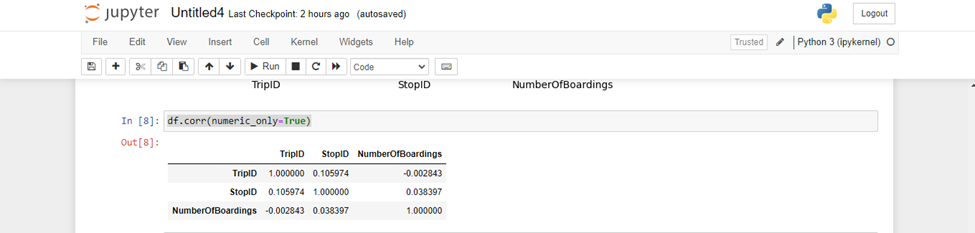 jupyter Untitled4 Last Checkpoint: 2 hours ago (autosaved) Logout
File Edit View Insert Cell Kernel Widgets Help Trusted Python 3 (ipykernel)
Run Code
TripID StopID NumberOfBoardings
In [8]: df.corr(numeric_only=True)
Out[8]:
TripID StopID NumberOfBoardings
TripID 1.000000 0.105974 -0.002843
StopID 0.105974 1.000000 0.038397
NumberOfBoardings -0.002843 0.038397 1.000000